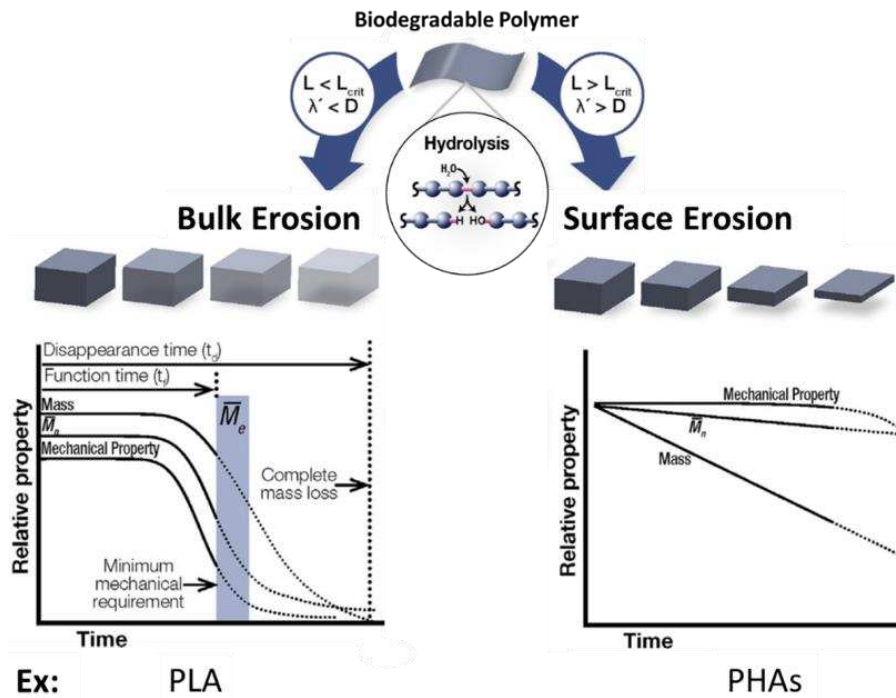 Biodegradable Polymer
L < Lcrit
λ´ < D
L > Lcrit
λ´ > D
Hydrolysis
H₂O
H HO
Bulk Erosion
Surface Erosion
Disappearance time (td)
Function time (tf)
Mass
M̅n
Mechanical Property
M̅e
Complete
mass loss
Minimum
mechanical
requirement
Relative property
Time
Mechanical Property
M̅n
Mass
Relative Property
Time
Ex: PLA
PHAs